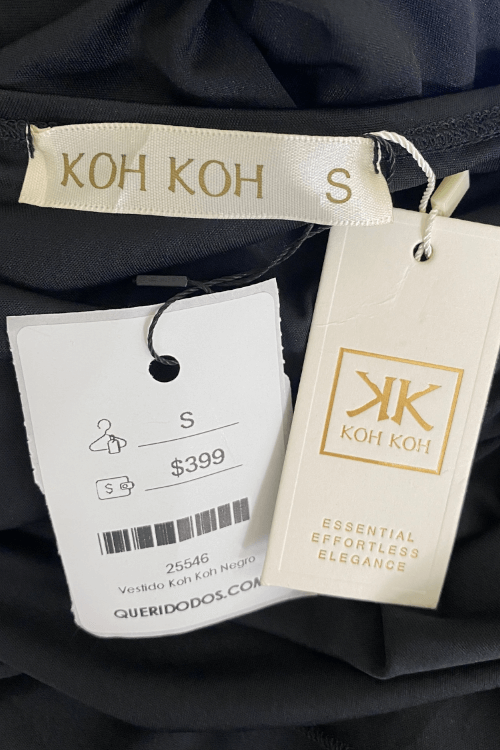 KOH KOH S
S
$399
$
25546
Vestido Koh Koh Negro
QUERIDODOS.COM
KK
KOH KOH
ESSENTIAL
EFFORTLESS
ELEGANCE